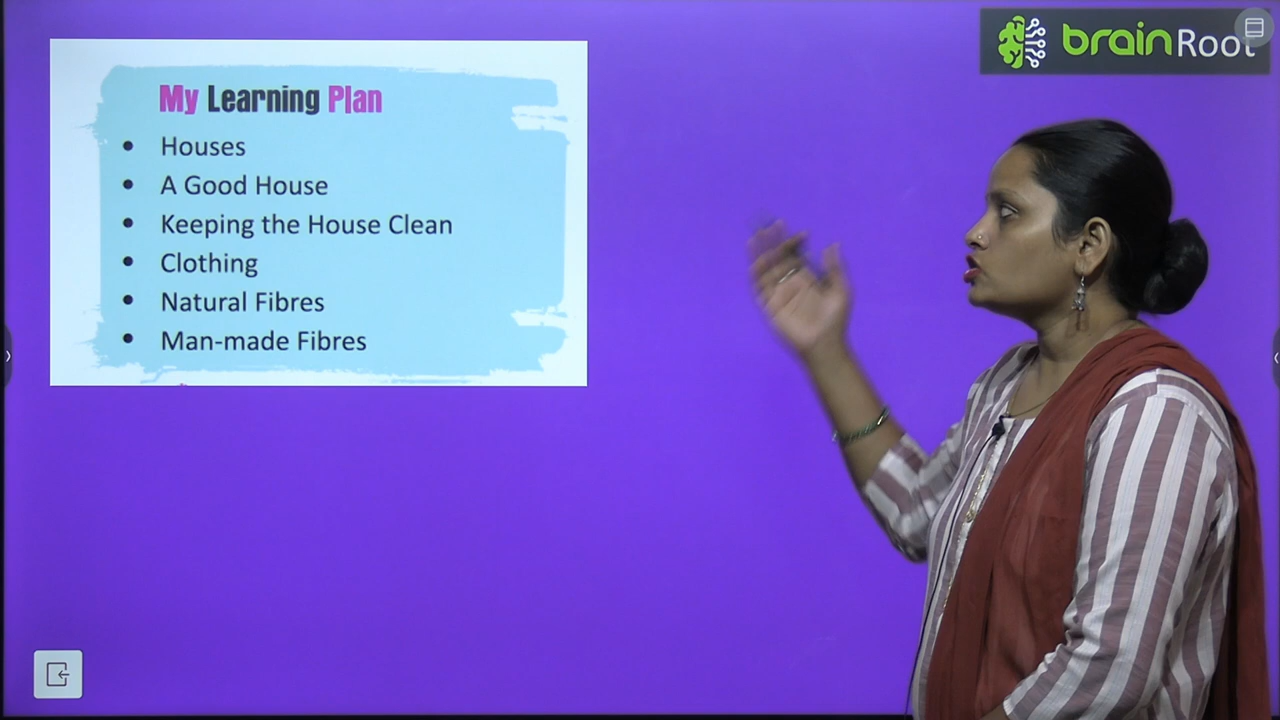 brainRoot
My Learning Plan
• Houses
• A Good House
• Keeping the House Clean
• Clothing
• Natural Fibres
• Man-made Fibres